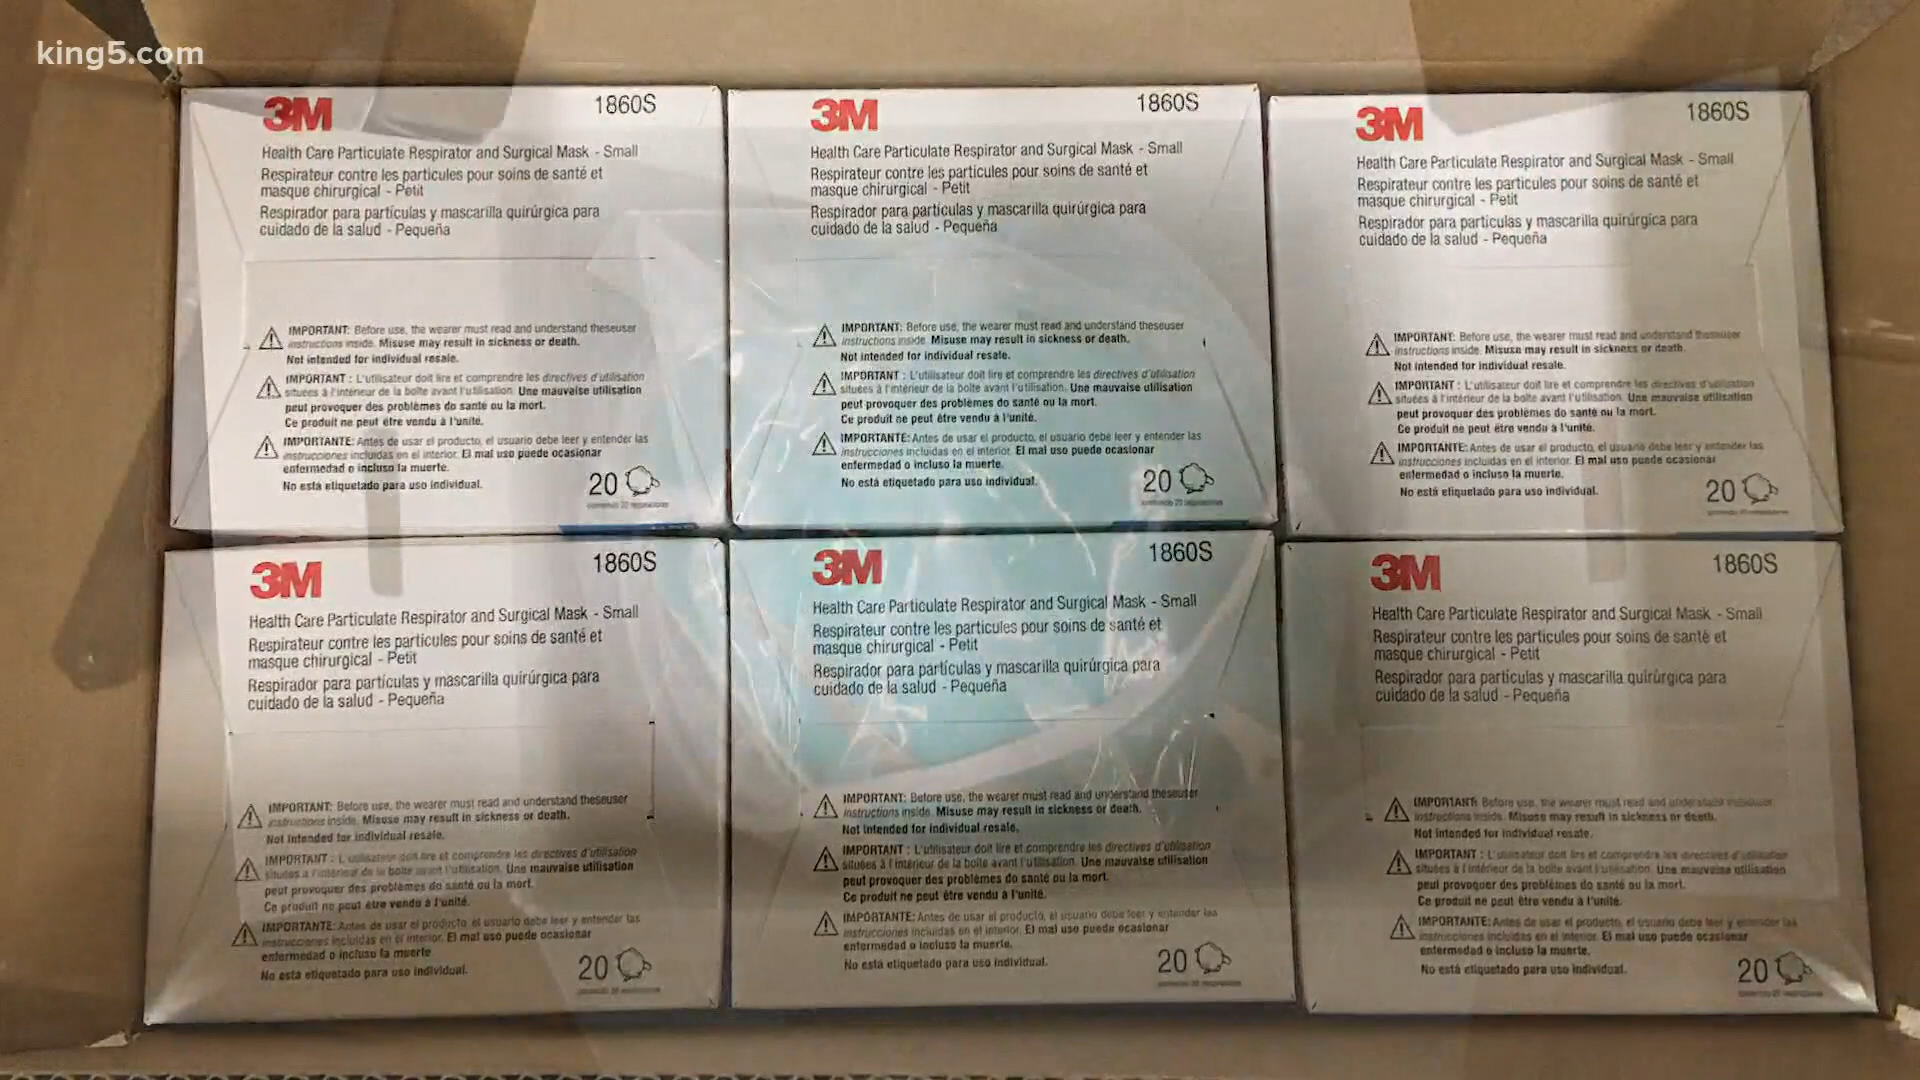 king5.com
3M
1860S
Health Care Particulate Respirator and Surgical Mask - Small
Respirateur contre les particules pour soins de santé et
masque chirurgical - Petit
Respirador para partículas y mascarilla quirúrgica para
cuidado de la salud - Pequeña
IMPORTANT: Before use, the wearer must read and understand theseuser
instructions inside. Misuse may result in sickness or death.
Not intended for individual resale.
IMPORTANT : L'utilisateur doit lire et comprendre les directives d'utilisation
situées à l'intérieur de la boîte avant l'utilisation. Une mauvaise utilisation
peut provoquer des problèmes de santé ou la mort.
Ce produit ne peut être vendu à l'unité.
IMPORTANTE: Antes de usar el producto, el usuario debe leer y entender las
instrucciones incluidas en el interior. El mal uso puede ocasionar
enfermedad o incluso la muerte.
No está etiquetado para uso individual.
20
3M
1860S
Health Care Particulate Respirator and Surgical Mask - Small
Respirateur contre les particules pour soins de santé et
masque chirurgical - Petit
Respirador para partículas y mascarilla quirúrgica para
cuidado de la salud - Pequeña
IMPORTANT: Before use, the wearer must read and understand theseuser
instructions inside. Misuse may result in sickness or death.
Not intended for individual resale.
IMPORTANT : L'utilisateur doit lire et comprendre les directives d'utilisation
situées à l'intérieur de la boîte avant l'utilisation. Une mauvaise utilisation
peut provoquer des problèmes de santé ou la mort.
Ce produit ne peut être vendu à l'unité.
IMPORTANTE: Antes de usar el producto, el usuario debe leer y entender las
instrucciones incluidas en el interior. El mal uso puede ocasionar
enfermedad o incluso la muerte.
No está etiquetado para uso individual.
20
3M
1860S
Health Care Particulate Respirator and Surgical Mask - Small
Respirateur contre les particules pour soins de santé et
masque chirurgical - Petit
Respirador para partículas y mascarilla quirúrgica para
cuidado de la salud - Pequeña
IMPORTANT: Before use, the wearer must read and understand theseuser
instructions inside. Misuse may result in sickness or death.
Not intended for individual resale.
IMPORTANT : L'utilisateur doit lire et comprendre les directives d'utilisation
situées à l'intérieur de la boîte avant l'utilisation. Une mauvaise utilisation
peut provoquer des problèmes de santé ou la mort.
Ce produit ne peut être vendu à l'unité.
IMPORTANTE: Antes de usar el producto, el usuario debe leer y entender las
instrucciones incluidas en el interior. El mal uso puede ocasionar
enfermedad o incluso la muerte.
No está etiquetado para uso individual.
20
3M
1860S
Health Care Particulate Respirator and Surgical Mask - Small
Respirateur contre les particules pour soins de santé et
masque chirurgical - Petit
Respirador para partículas y mascarilla quirúrgica para
cuidado de la salud - Pequeña
IMPORTANT: Before use, the wearer must read and understand theseuser
instructions inside. Misuse may result in sickness or death.
Not intended for individual resale.
IMPORTANT : L'utilisateur doit lire et comprendre les directives d'utilisation
situées à l'intérieur de la boîte avant l'utilisation. Une mauvaise utilisation
peut provoquer des problèmes de santé ou la mort.
Ce produit ne peut être vendu à l'unité.
IMPORTANTE: Antes de usar el producto, el usuario debe leer y entender las
instrucciones incluidas en el interior. El mal uso puede ocasionar
enfermedad o incluso la muerte
No está etiquetado para uso individual.
20
3M
1860S
Health Care Particulate Respirator and Surgical Mask - Small
Respirateur contre les particules pour soins de santé et
masque chirurgical - Petit
Respirador para partículas y mascarilla quirúrgica para
cuidado de la salud - Pequeña
IMPORTANT: Before use, the wearer must read and understand theseuser
instructions inside. Misuse may result in sickness or death.
Not intended for individual resale.
IMPORTANT : L'utilisateur doit lire et comprendre les directives d'utilisation
situées à l'intérieur de la boîte avant l'utilisation. Une mauvaise utilisation
peut provoquer des problèmes de santé ou la mort.
Ce produit ne peut être vendu à l'unité.
IMPORTANTE: Antes de usar el producto, el usuario debe leer y entender las
instrucciones incluidas en el interior. El mal uso puede ocasionar
enfermedad o incluso la muerte.
No está etiquetado para uso individual.
20
3M
1860S
Health Care Particulate Respirator and Surgical Mask - Small
Respirateur contre les particules pour soins de santé et
masque chirurgical - Petit
Respirador para partículas y mascarilla quirúrgica para
cuidado de la salud - Pequeña
IMPORTANT: Before use, the wearer must read and understand theseuser
instructions inside. Misuse may result in sickness or death.
Not intended for individual resale.
IMPORTANT : L'utilisateur doit lire et comprendre les directives d'utilisation
situées à l'intérieur de la boîte avant l'utilisation. Une mauvaise utilisation
peut provoquer des problèmes de santé ou la mort.
Ce produit ne peut être vendu à l'unité.
IMPORTANTE: Antes de usar el producto, el usuario debe leer y entender las
instrucciones incluidas en el interior. El mal uso puede ocasionar
enfermedad o incluso la muerte.
No está etiquetado para uso individual.
20